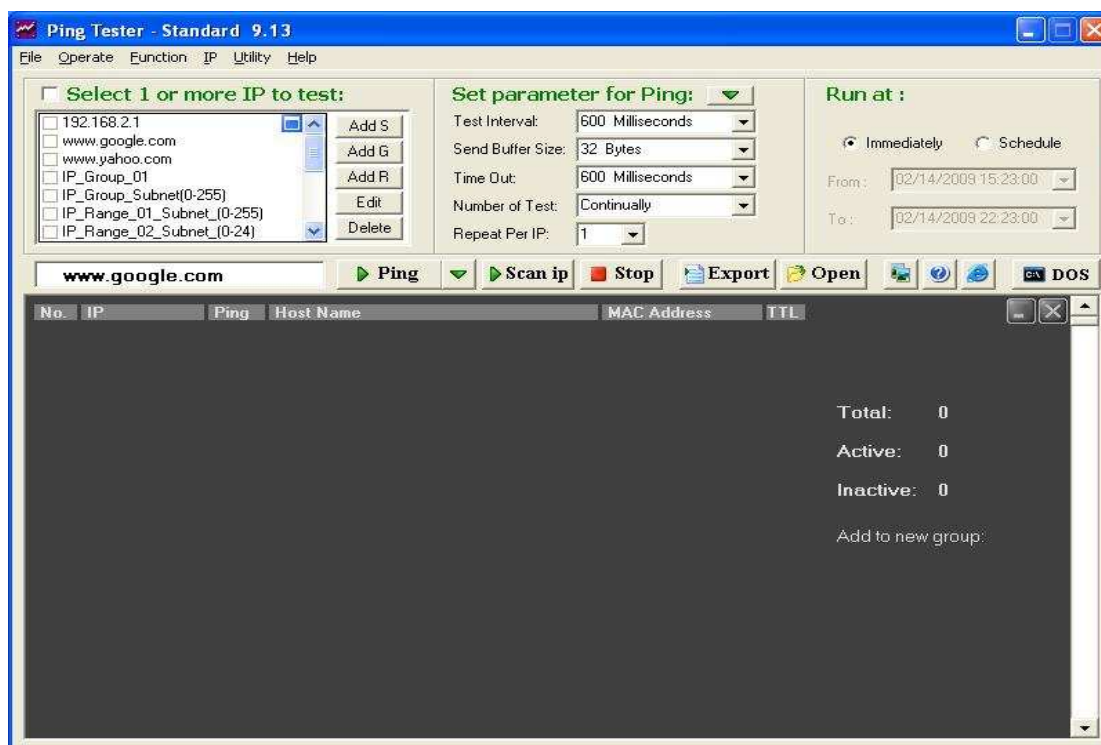 Ping Tester - Standard 9.13
File Operate Function IP Utility Help
Select 1 or more IP to test:
192.168.2.1
www.google.com
www.yahoo.com
IP_Group_01
IP_Group_Subnet(0-255)
IP_Range_01_Subnet_(0-255)
IP_Range_02_Subnet_(0-24)
Add S
Add G
Add R
Edit
Delete
Set parameter for Ping:
Test Interval: 600 Milliseconds
Send Buffer Size: 32 Bytes
Time Out: 600 Milliseconds
Number of Test: Continually
Repeat Per IP: 1
Run at :
Immediately Schedule
From : 02/14/2009 15:23:00
To : 02/14/2009 22:23:00
www.google.com Ping Scan ip Stop Export Open DOS
No. IP Ping Host Name MAC Address TTL
Total: 0
Active: 0
Inactive: 0
Add to new group: